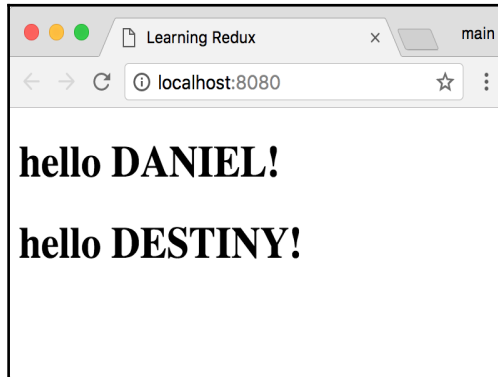 Learning Redux
main
localhost:8080
hello DANIEL!
hello DESTINY!